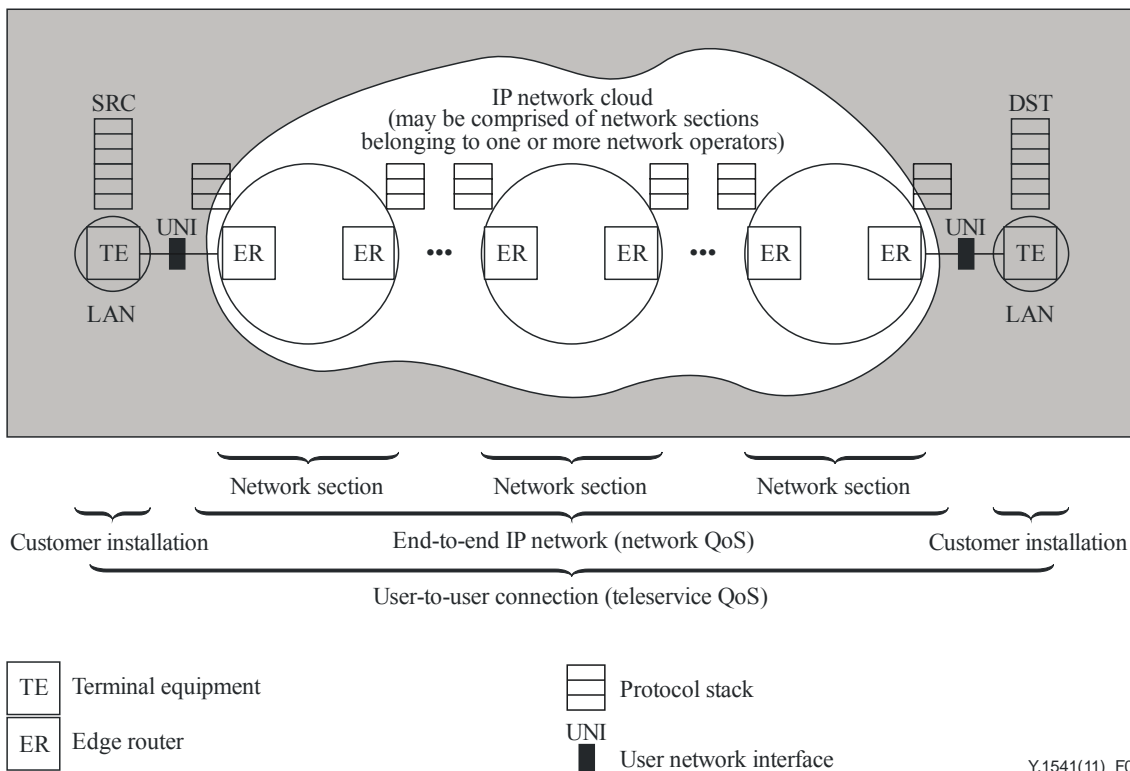 IP network cloud
(may be comprised of network sections
belonging to one or more network operators)
SRC
DST
UNI
UNI
TE
ER
ER
•••
ER
ER
•••
ER
ER
TE
LAN
LAN
Network section
Network section
Network section
Customer installation
End-to-end IP network (network QoS)
Customer installation
User-to-user connection (teleservice QoS)
TE
Terminal equipment
Protocol stack
ER
Edge router
UNI
User network interface
Y.1541(11)